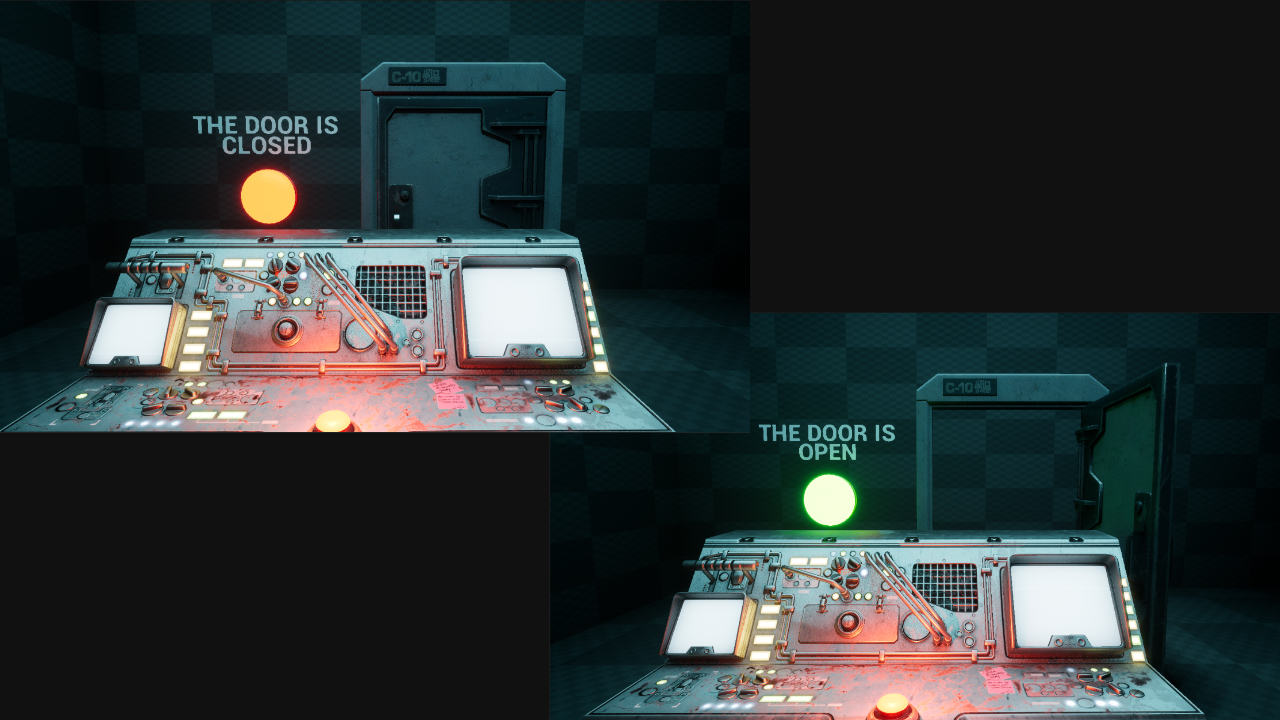 C-10
THE DOOR IS
CLOSED
C-10
THE DOOR IS
OPEN